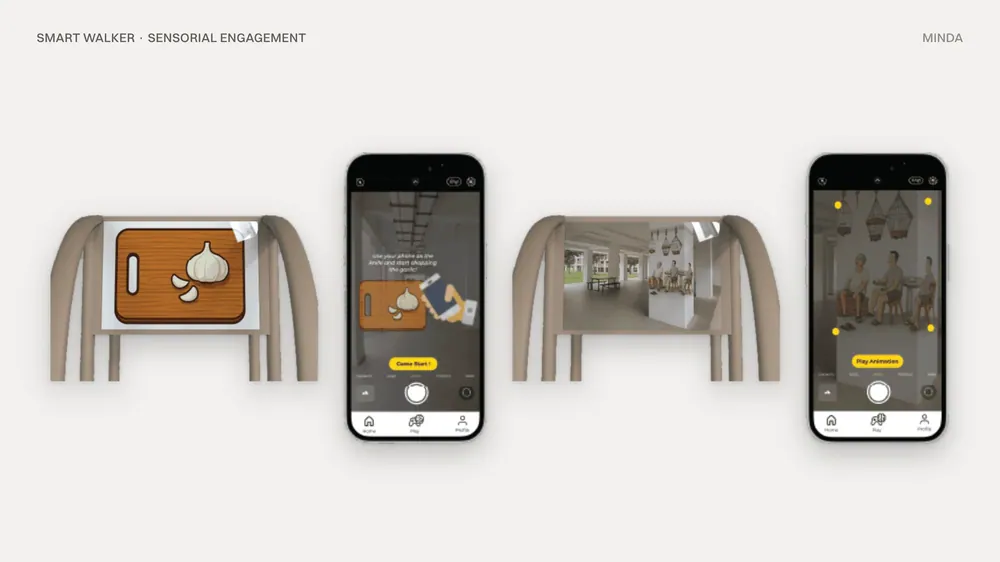 SMART WALKER · SENSORIAL ENGAGEMENT
MINDA
Use your phone as the
knife and start chopping
the garlic!
Game Start !
Home
Play
Profile
Play Animation
Home
Play
Profile